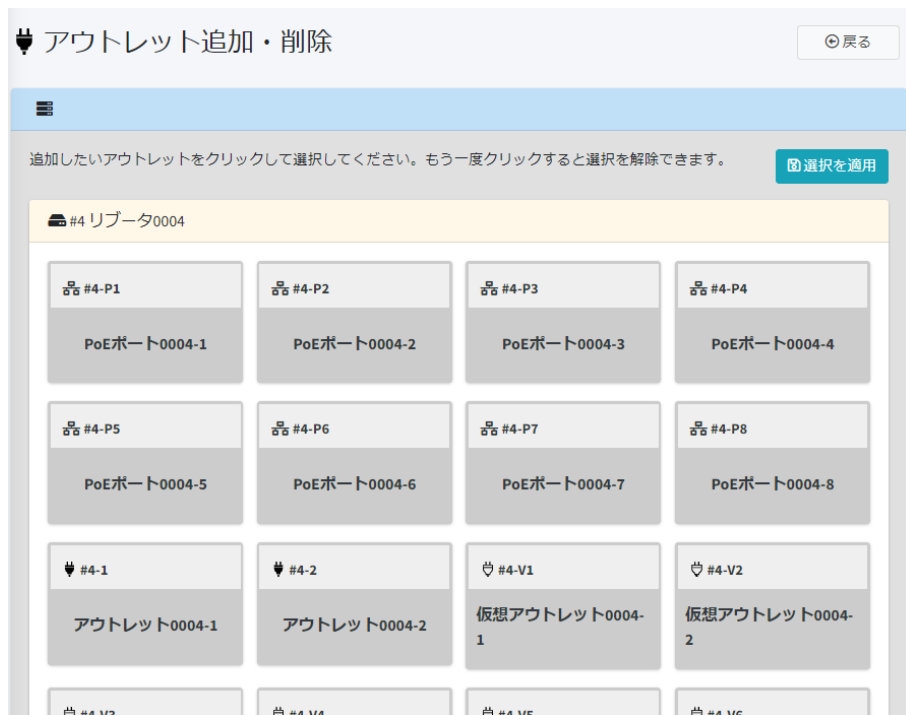 アウトレット追加・削除
戻る
追加したいアウトレットをクリックして選択してください。もう一度クリックすると選択を解除できます。
選択を適用
#4 リブータ0004
#4-P1
#4-P2
#4-P3
#4-P4
PoEポート0004-1
PoEポート0004-2
PoEポート0004-3
PoEポート0004-4
#4-P5
#4-P6
#4-P7
#4-P8
PoEポート0004-5
PoEポート0004-6
PoEポート0004-7
PoEポート0004-8
#4-1
#4-2
#4-V1
#4-V2
アウトレット0004-1
アウトレット0004-2
仮想アウトレット0004-
1
仮想アウトレット0004-
2
#4-V3
#4-V4
#4-V5
#4-V6